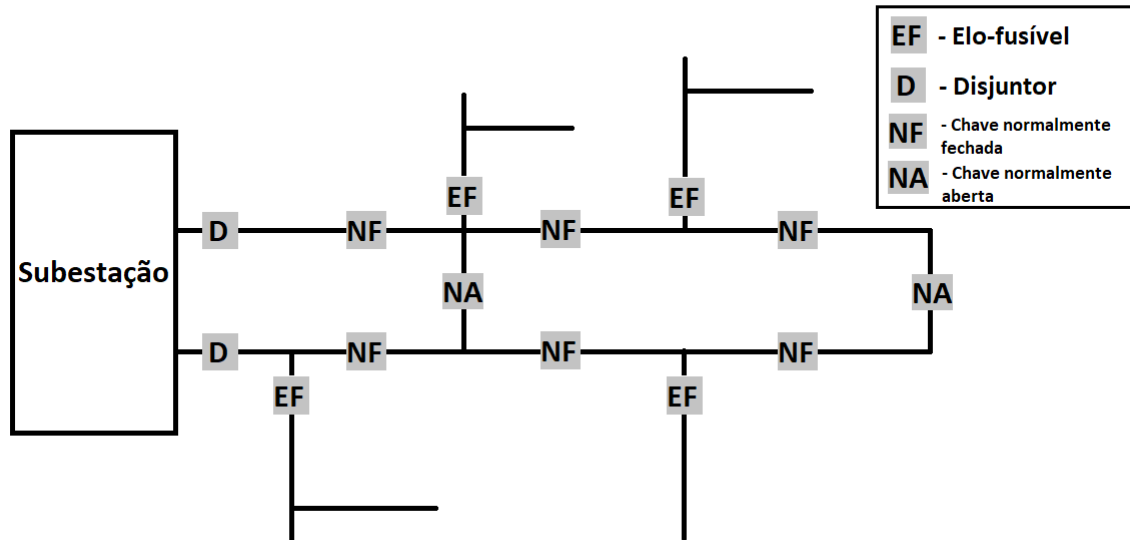 EF - Elo-fusível
D - Disjuntor
NF - Chave normalmente
fechada
NA - Chave normalmente
aberta
EF
EF
D NF NF NF
Subestação
NA NA
D NF NF NF
EF EF